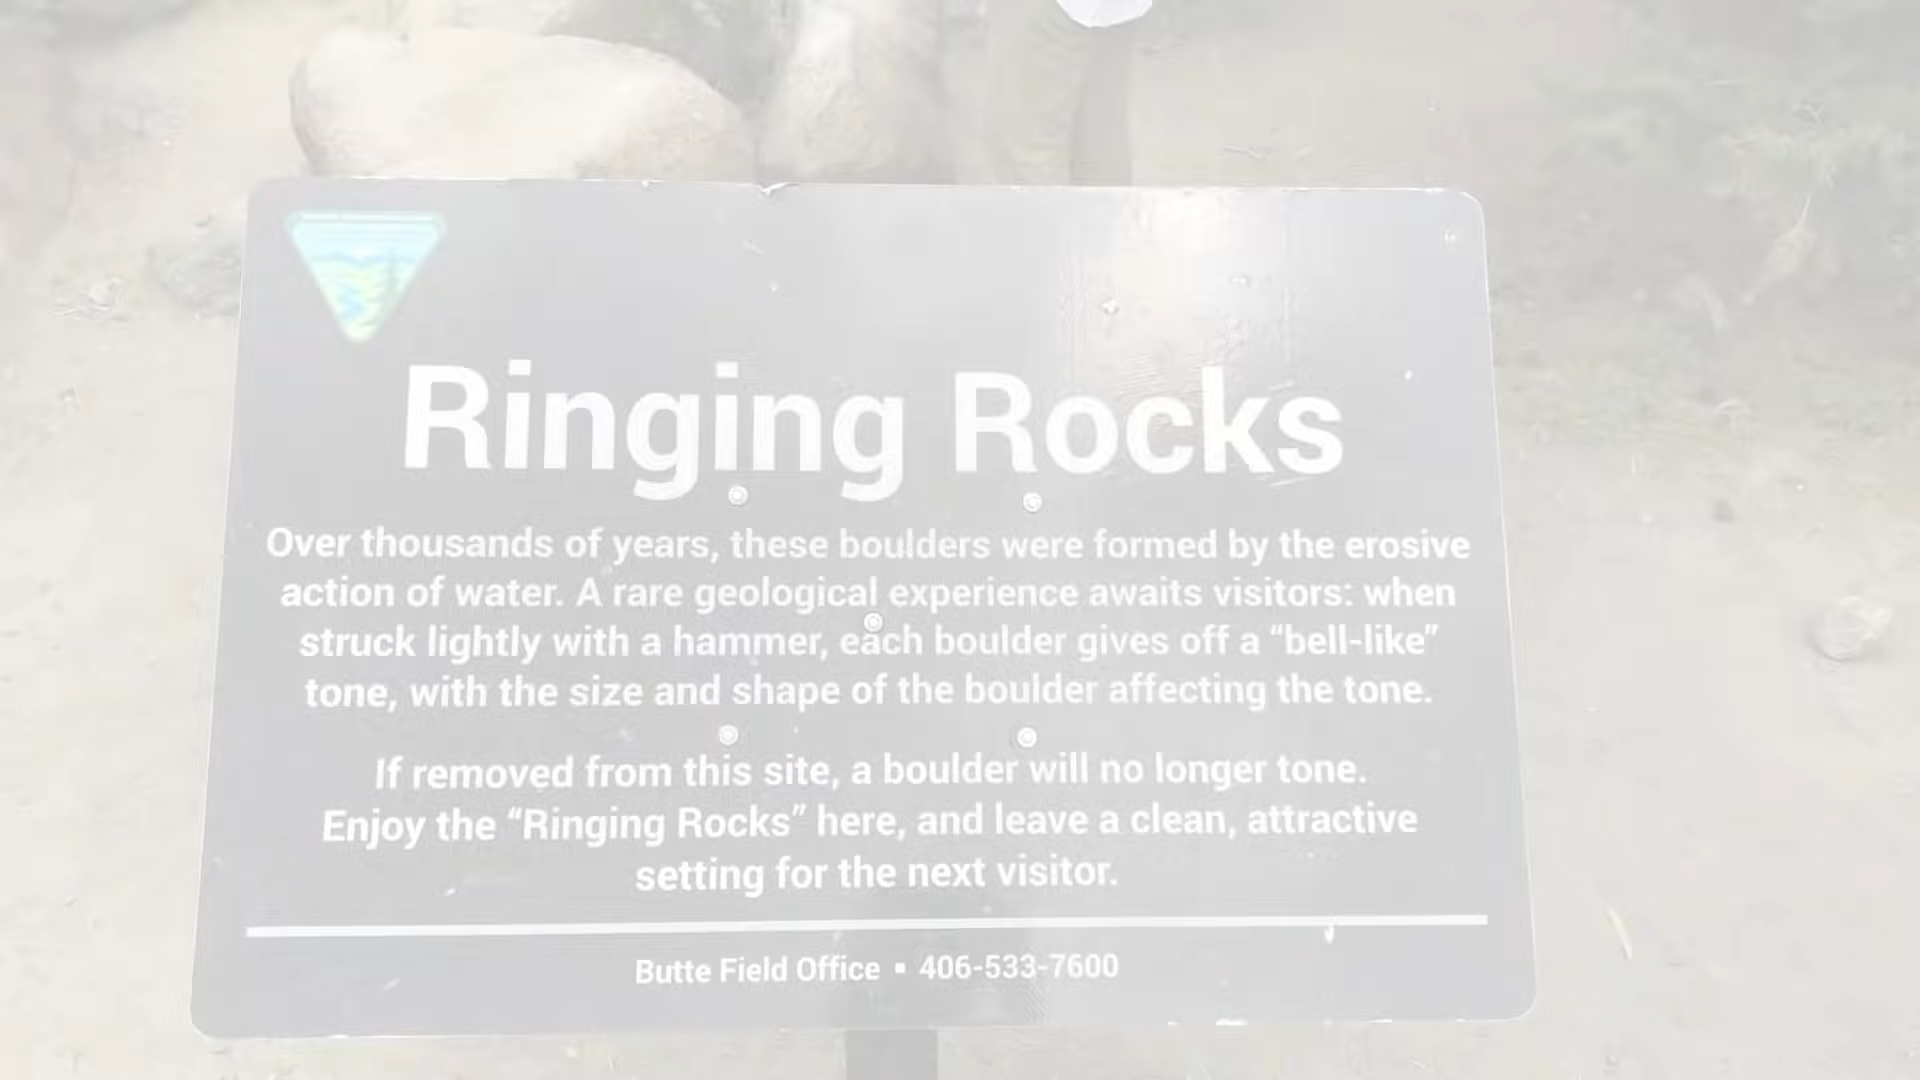 Ringing Rocks
Over thousands of years, these boulders were formed by the erosive
action of water. A rare geological experience awaits visitors: when
struck lightly with a hammer, each boulder gives off a “bell-like”
tone, with the size and shape of the boulder affecting the tone.
If removed from this site, a boulder will no longer tone.
Enjoy the “Ringing Rocks” here, and leave a clean, attractive
setting for the next visitor.
Butte Field Office ▪ 406-533-7600